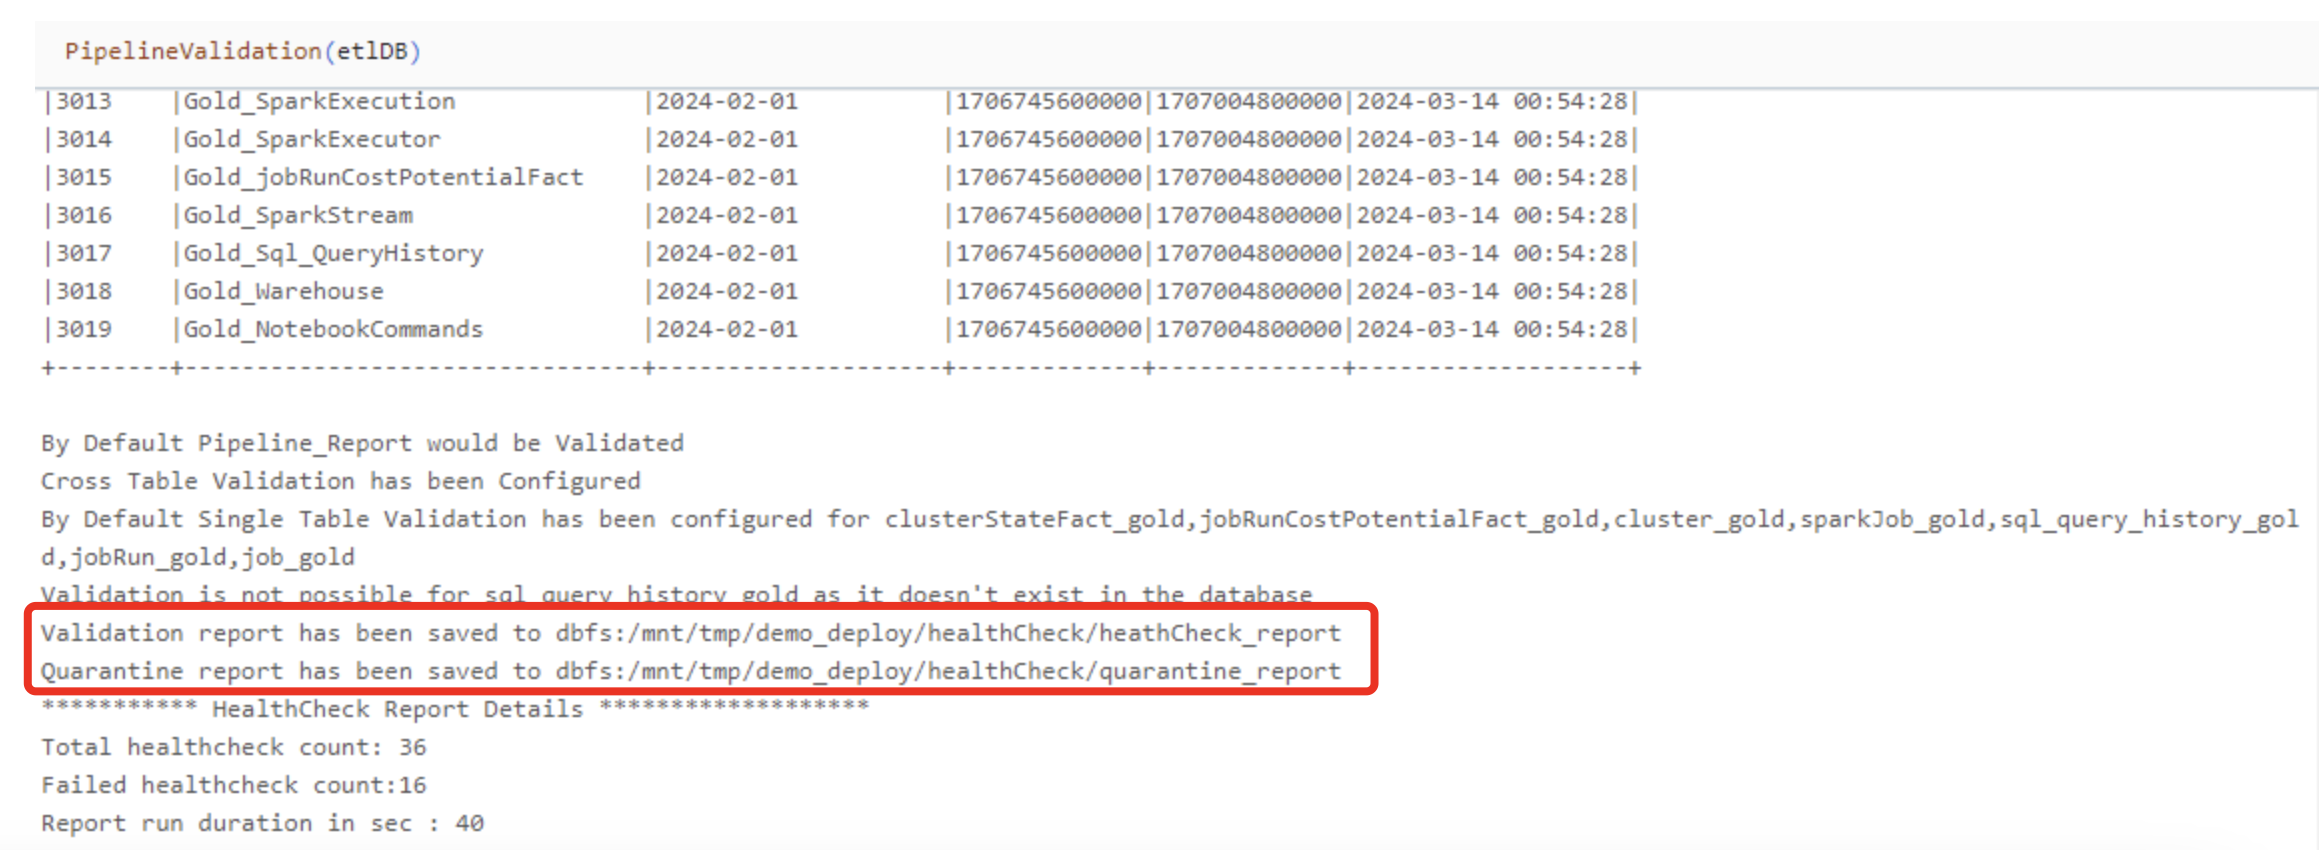 PipelineValidation(etlDB)
|3013    |Gold_SparkExecution             |2024-02-01          |1706745600000|1707004800000|2024-03-14 00:54:28|
|3014    |Gold_SparkExecutor              |2024-02-01          |1706745600000|1707004800000|2024-03-14 00:54:28|
|3015    |Gold_jobRunCostPotentialFact    |2024-02-01          |1706745600000|1707004800000|2024-03-14 00:54:28|
|3016    |Gold_SparkStream                |2024-02-01          |1706745600000|1707004800000|2024-03-14 00:54:28|
|3017    |Gold_Sql_QueryHistory           |2024-02-01          |1706745600000|1707004800000|2024-03-14 00:54:28|
|3018    |Gold_Warehouse                  |2024-02-01          |1706745600000|1707004800000|2024-03-14 00:54:28|
|3019    |Gold_NotebookCommands           |2024-02-01          |1706745600000|1707004800000|2024-03-14 00:54:28|
+--------+--------------------------------+--------------------+-------------+-------------+-------------------+
By Default Pipeline_Report would be Validated
Cross Table Validation has been Configured
By Default Single Table Validation has been configured for clusterStateFact_gold,jobRunCostPotentialFact_gold,cluster_gold,sparkJob_gold,sql_query_history_gol
d,jobRun_gold,job_gold
Validation is not possible for sql_query_history_gold as it doesn't exist in the database
Validation report has been saved to dbfs:/mnt/tmp/demo_deploy/healthCheck/heathCheck_report
Quarantine report has been saved to dbfs:/mnt/tmp/demo_deploy/healthCheck/quarantine_report
*********** HealthCheck Report Details *******************
Total healthcheck count: 36
Failed healthcheck count:16
Report run duration in sec : 40